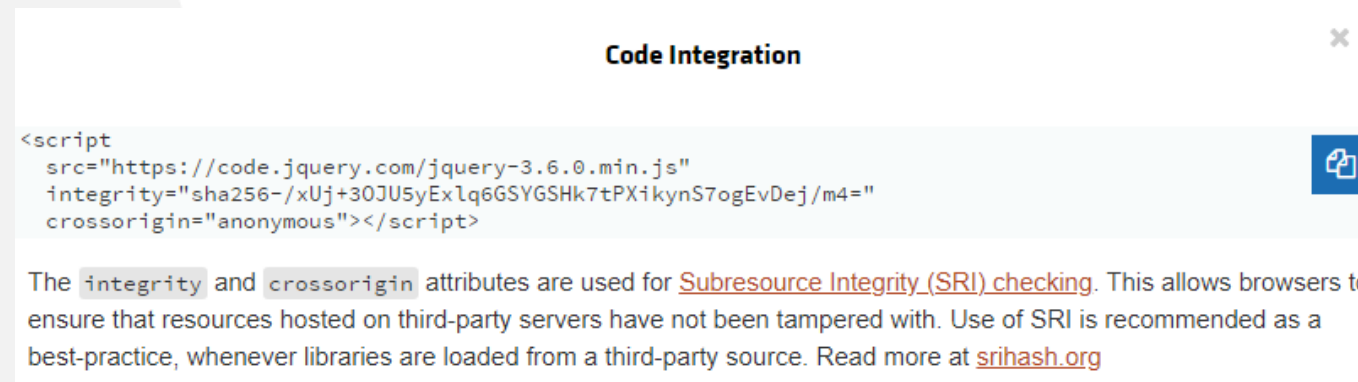 Code Integration
×
<script
src="https://code.jquery.com/jquery-3.6.0.min.js"
integrity="sha256-/xUj+3OJU5yExlq6GSYGSHk7tPXikynS7ogEvDej/m4="
crossorigin="anonymous"></script>
The integrity and crossorigin attributes are used for Subresource Integrity (SRI) checking. This allows browsers to
ensure that resources hosted on third-party servers have not been tampered with. Use of SRI is recommended as a
best-practice, whenever libraries are loaded from a third-party source. Read more at srihash.org